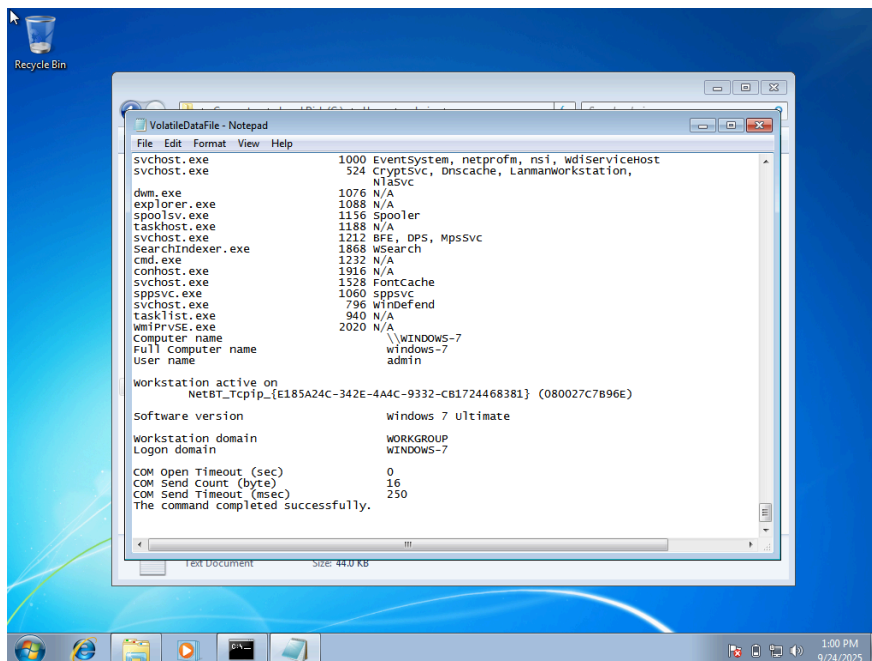 Recycle Bin
VolatileDataFile - Notepad
File Edit Format View Help
svchost.exe 1000 EventSystem, netprofm, nsi, WdiServiceHost
svchost.exe 524 CryptSvc, Dnscache, LanmanWorkstation,
NlaSvc
dwm.exe 1076 N/A
explorer.exe 1088 N/A
spoolsv.exe 1156 Spooler
taskhost.exe 1188 N/A
svchost.exe 1212 BFE, DPS, MpsSvc
SearchIndexer.exe 1868 WSearch
cmd.exe 1232 N/A
conhost.exe 1916 N/A
svchost.exe 1528 FontCache
sppsvc.exe 1060 sppsvc
svchost.exe 796 WinDefend
tasklist.exe 940 N/A
WmiPrvSE.exe 2020 N/A
Computer name \\WINDOWS-7
Full Computer name windows-7
User name admin
Workstation active on
NetBT_Tcpip_{E185A24C-342E-4A4C-9332-CB1724468381} (080027C7B96E)
Software version Windows 7 Ultimate
Workstation domain WORKGROUP
Logon domain WINDOWS-7
COM Open Timeout (sec) 0
COM Send Count (byte) 16
COM Send Timeout (msec) 250
The command completed successfully.
Text Document Size: 44.0 KB
C:\
1:00 PM
9/24/2025